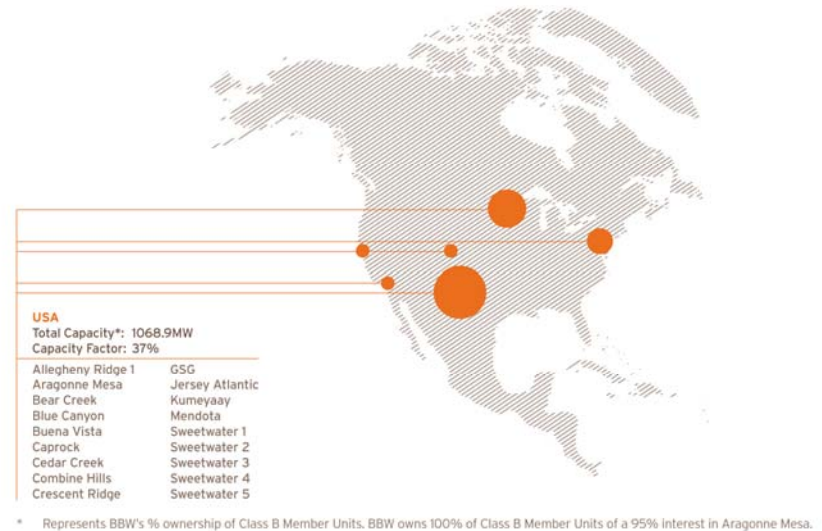 USA
Total Capacity*: 1068.9MW
Capacity Factor: 37%
Allegheny Ridge 1 GSG
Aragonne Mesa Jersey Atlantic
Bear Creek Kumeyaay
Blue Canyon Mendota
Buena Vista Sweetwater 1
Caprock Sweetwater 2
Cedar Creek Sweetwater 3
Combine Hills Sweetwater 4
Crescent Ridge Sweetwater 5
* Represents BBW's % ownership of Class B Member Units. BBW owns 100% of Class B Member Units of a 95% interest in Aragonne Mesa.